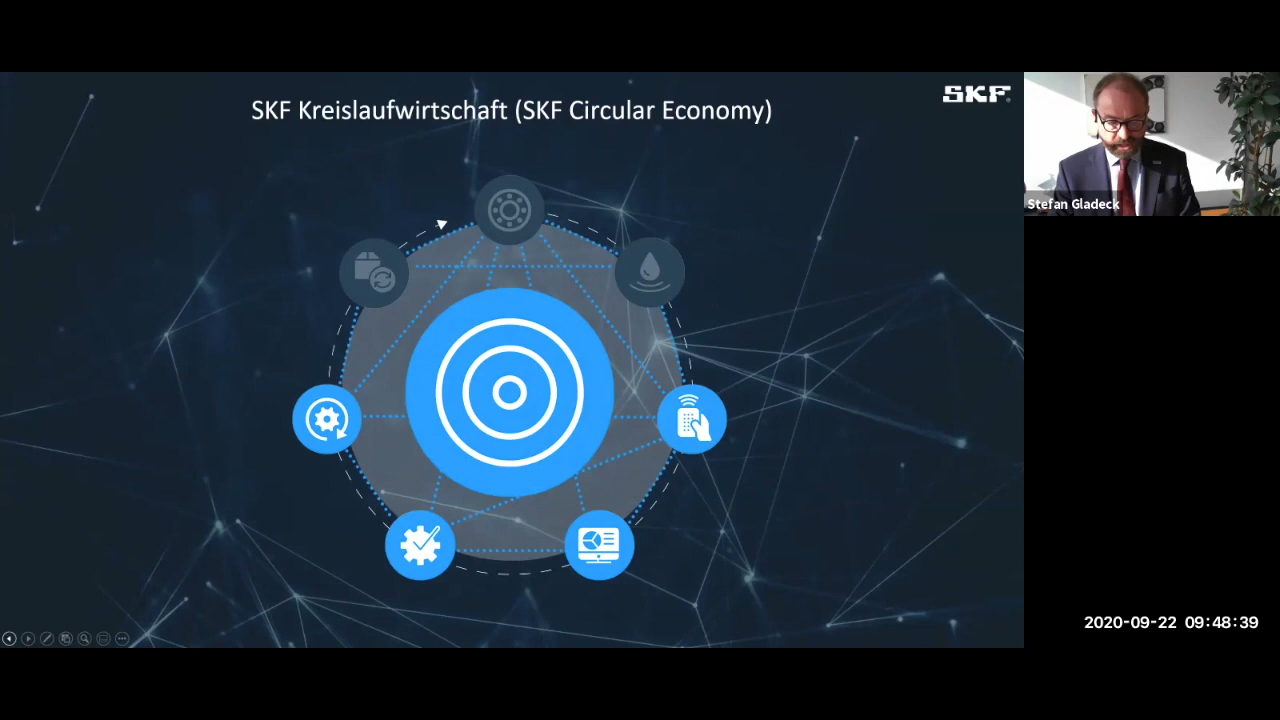 SKF Kreislaufwirtschaft (SKF Circular Economy)
SKF
Stefan Gladeck
2020-09-22 09:48:39